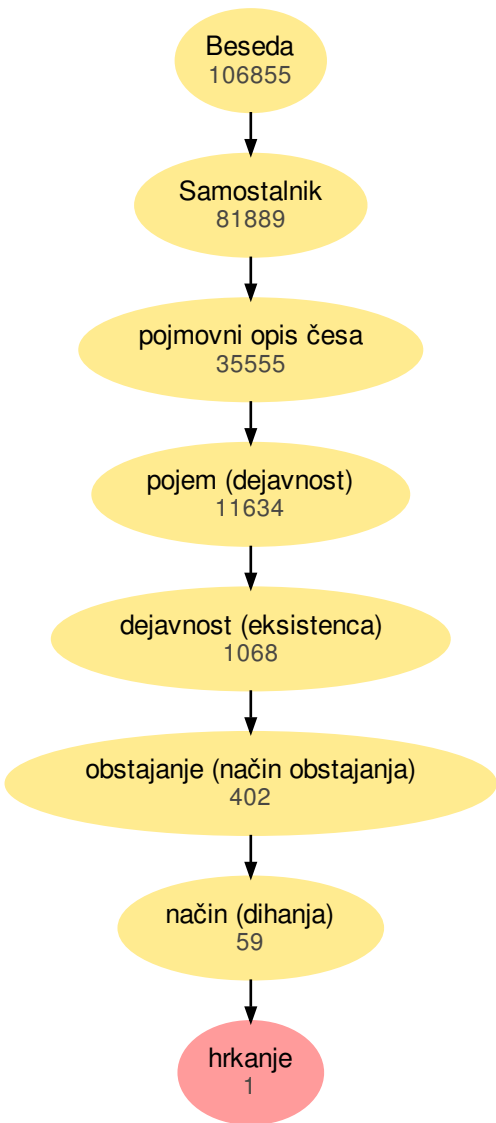 Beseda
106855
Samostalnik
81889
pojmovni opis česa
35555
pojem (dejavnost)
11634
dejavnost (eksistenca)
1068
obstajanje (način obstajanja)
402
način (dihanja)
59
hrkanje
1